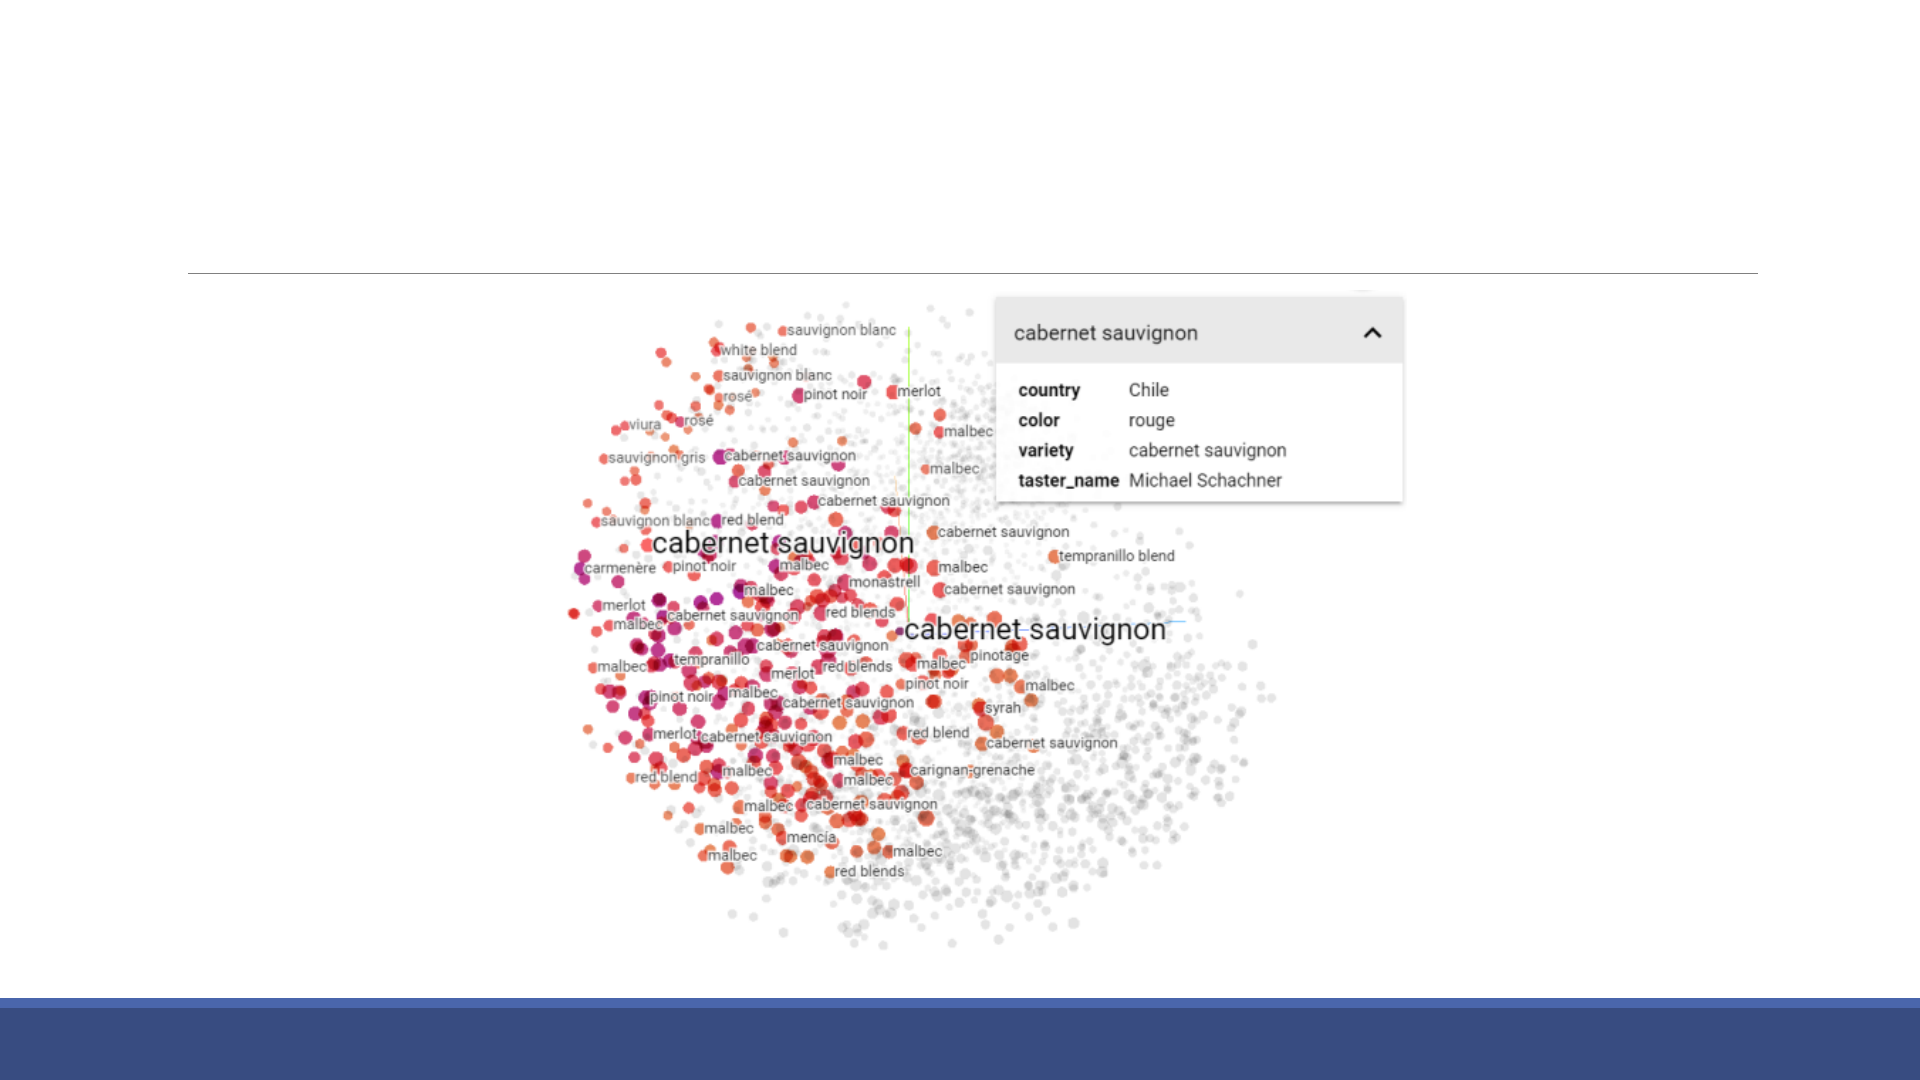 sauvignon blanc
white blend
sauvignon blanc
rosé
pinot noir
merlot
viura
rosé
malbec
sauvignon gris
cabernet sauvignon
malbec
cabernet sauvignon
cabernet sauvignon
sauvignon blanc
red blend
cabernet sauvignon
cabernet sauvignon
tempranillo blend
carmenère
pinot noir
malbec
malbec
monastrell
malbec
cabernet sauvignon
merlot
cabernet sauvignon
red blends
malbec
cabernet sauvignon
cabernet sauvignon
pinotage
malbec
tempranillo
red blends
malbec
merlot
pinot noir
malbec
pinot noir
malbec
cabernet sauvignon
syrah
merlot
cabernet sauvignon
red blend
cabernet sauvignon
malbec
red blend
malbec
malbec
carignan-grenache
malbec
cabernet sauvignon
malbec
mencía
malbec
malbec
red blends
cabernet sauvignon
country Chile
color rouge
variety cabernet sauvignon
taster_name Michael Schachner